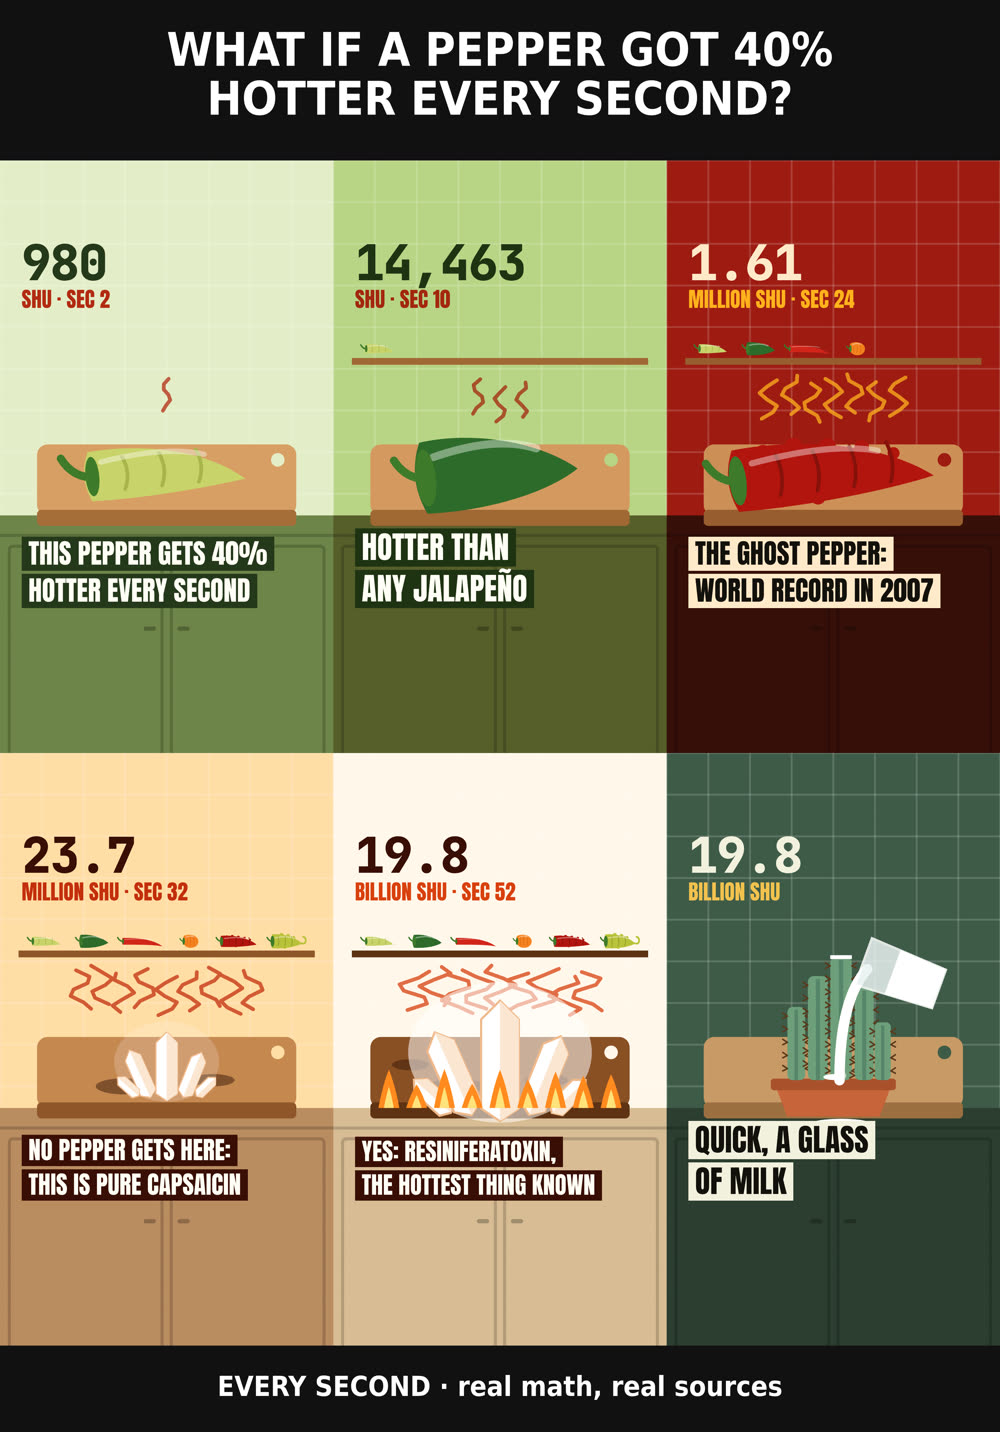 WHAT IF A PEPPER GOT 40%
HOTTER EVERY SECOND?
980
SHU · SEC 2
THIS PEPPER GETS 40%
HOTTER EVERY SECOND
14,463
SHU · SEC 10
HOTTER THAN
ANY JALAPEÑO
1.61
MILLION SHU · SEC 24
THE GHOST PEPPER:
WORLD RECORD IN 2007
23.7
MILLION SHU · SEC 32
NO PEPPER GETS HERE:
THIS IS PURE CAPSAICIN
19.8
BILLION SHU · SEC 52
YES: RESINIFERATOXIN,
THE HOTTEST THING KNOWN
19.8
BILLION SHU
QUICK, A GLASS
OF MILK
EVERY SECOND · real math, real sources